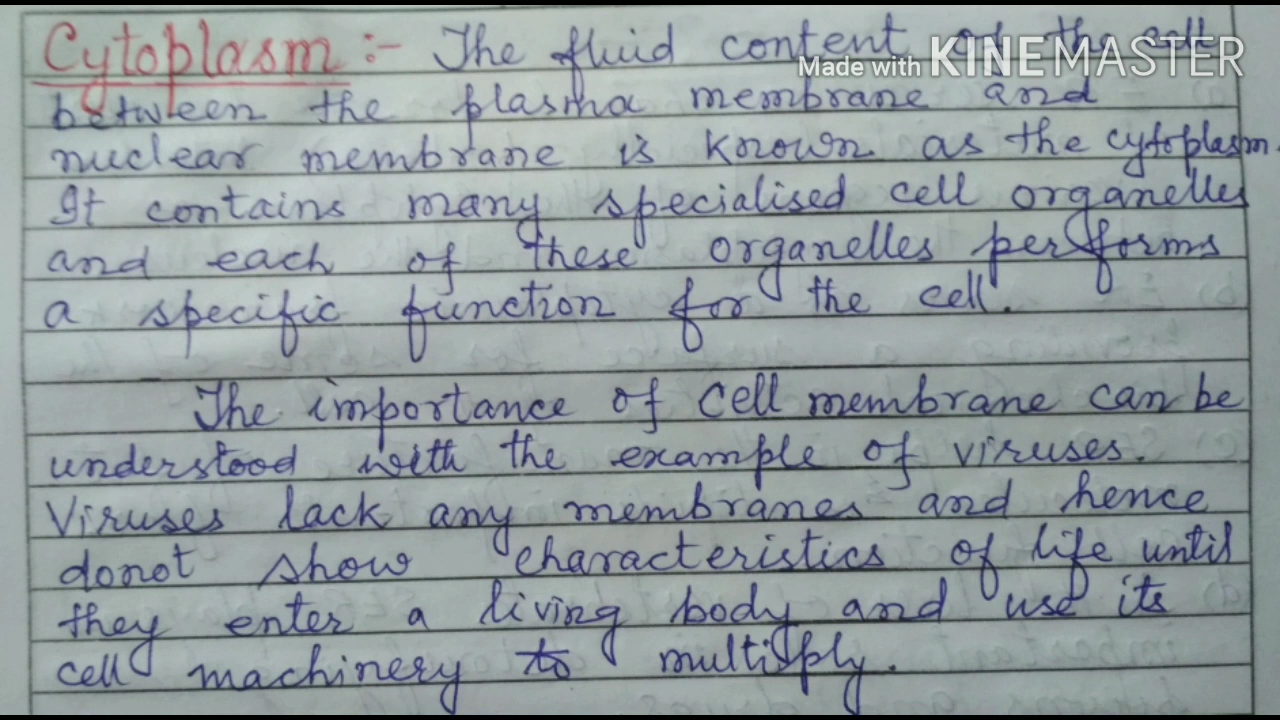 Cytoplasm :- The fluid content of the cell
Made with KINEMASTER
between the plasma membrane and
nuclear membrane is known as the cytoplasm.
It contains many specialised cell organelles
and each of these organelles performs
a specific function for the cell.
The importance of cell membrane can be
understood with the example of viruses.
Viruses lack any membranes and hence
donot show characteristics of life until
they enter a living body and use its
cell machinery to multiply.